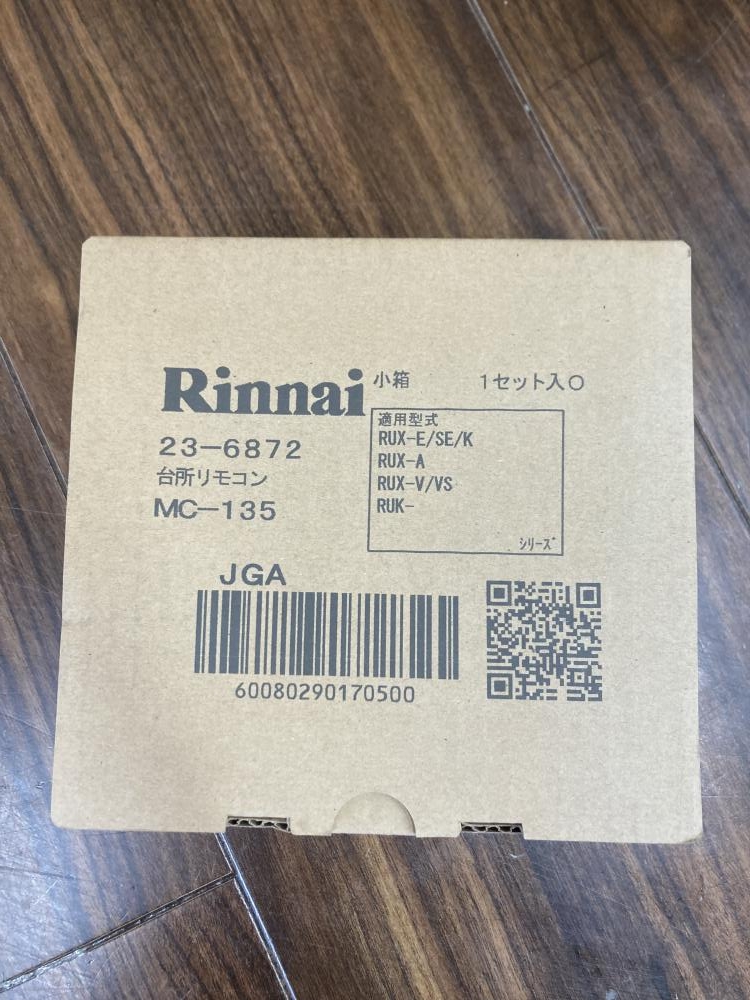 Rinnai 小箱 1セット入○
23-6872
台所リモコン
MC-135
適用型式
RUX-E/SE/K
RUX-A
RUX-V/VS
RUK-
シリーズ
JGA
60080290170500